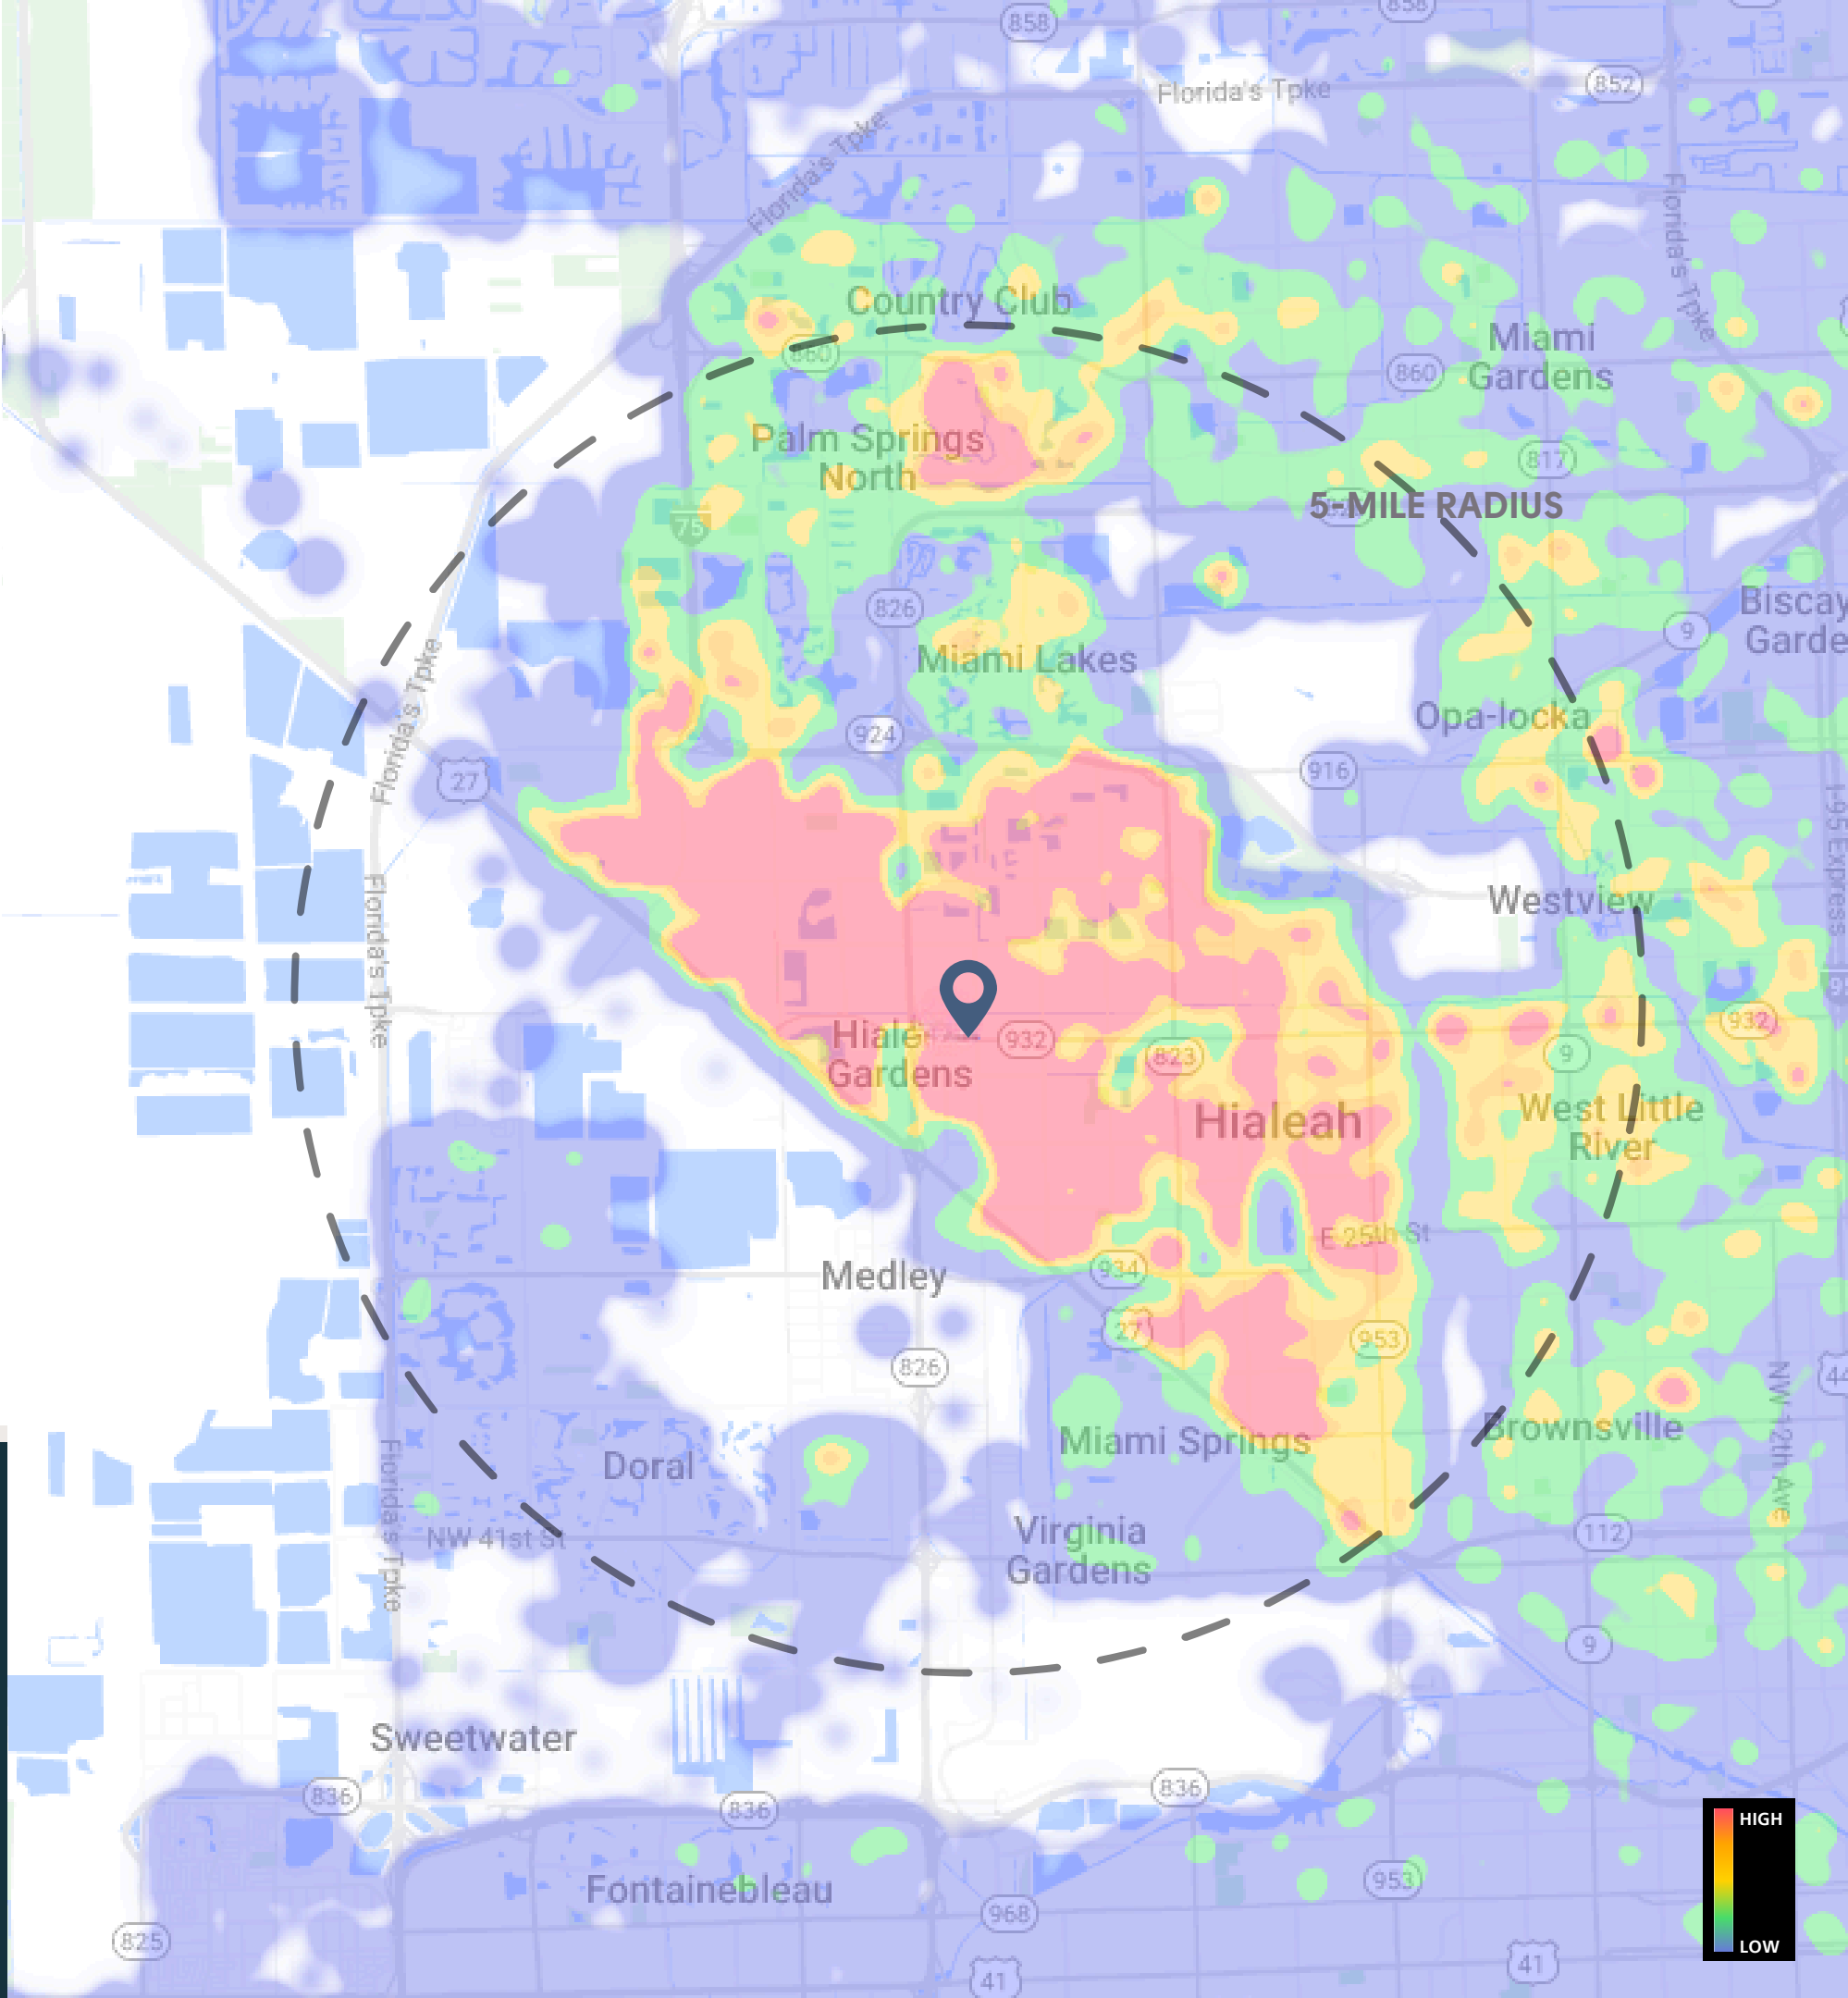 858
858
Florida's Tpke
852
Florida's Tpke
Florida's Tpke
Country Club
860
Miami
Gardens
860
Palm Springs
North
817
5-MILE RADIUS
75
826
Biscay
Garde
9
Miami Lakes
Florida's Tpke
Opa-locka
924
27
916
I-95 Express
Florida's Tpke
Westview
932
Hiale
Gardens
932
823
9
Hialeah
West Little
River
E 25th St
Medley
934
27
953
826
44
NW 12th Ave
Brownsville
Miami Springs
Doral
Florida's Tpke
NW 41st St
Virginia
Gardens
112
9
Sweetwater
836
836
836
HIGH
LOW
Fontainebleau
953
968
825
41
41